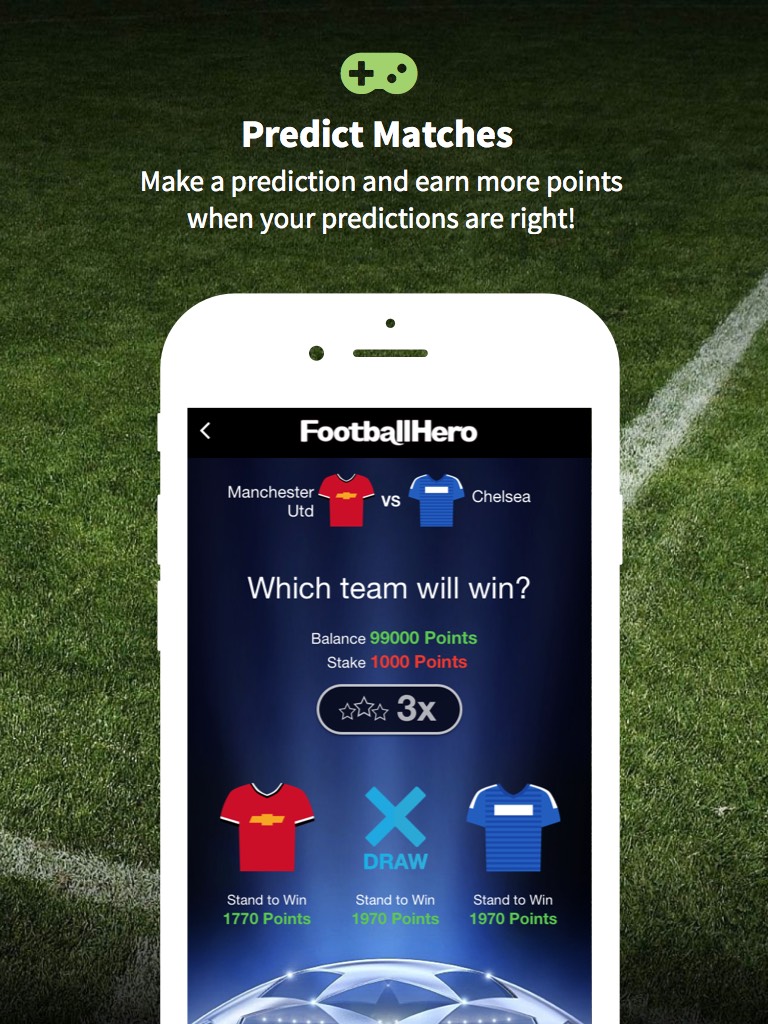 Predict Matches
Make a prediction and earn more points
when your predictions are right!
FootballHero
Manchester
Utd
vs
Chelsea
Which team will win?
Balance 99000 Points
Stake 1000 Points
3x
DRAW
Stand to Win
1770 Points
Stand to Win
1970 Points
Stand to Win
1970 Points